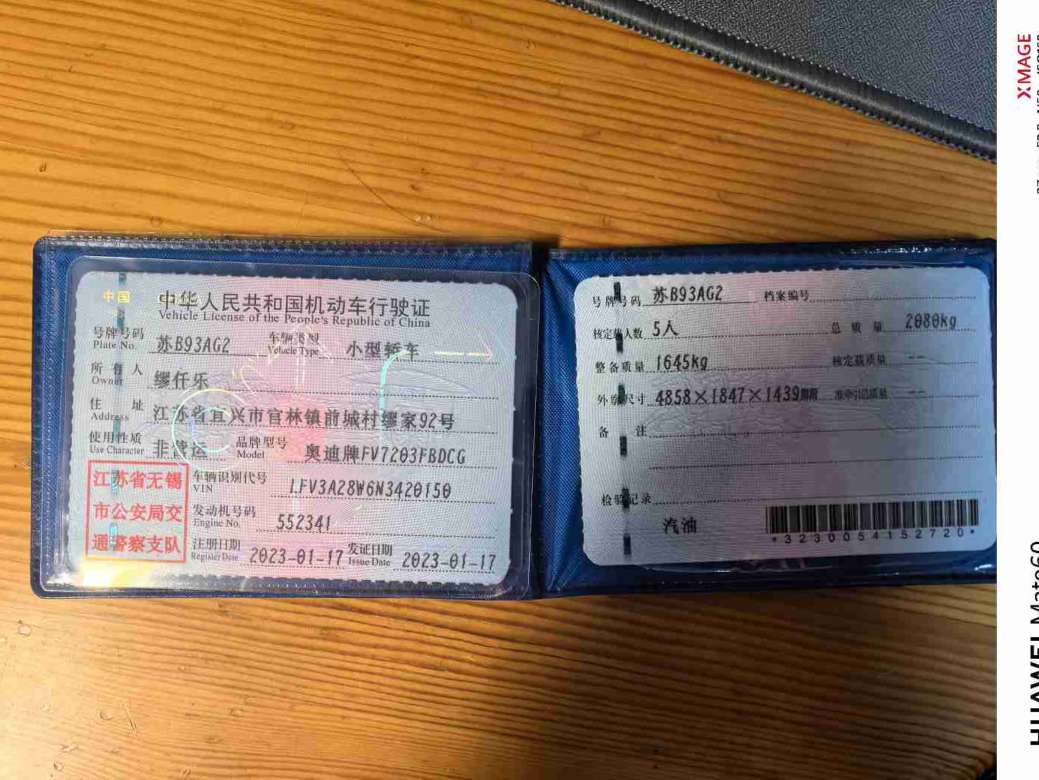 中国 CHINA
中华人民共和国机动车行驶证
Vehicle License of the People's Republic of China
号牌号码 苏B93AG2 车辆类型 小型轿车
Plate No. Vehicle Type
所有人 缪仟乐
Owner
住址 江苏省宜兴市官林镇前城村缪家92号
Address
使用性质 非营运 品牌型号 奥迪牌FV7203FBDCG
Use Character Model
江苏省无锡
市公安局交
通警察支队
车辆识别代号 LFV3A28W6N3420150
VIN
发动机号码 552341
Engine No.
注册日期 2023-01-17 发证日期 2023-01-17
Register Date Issue Date
号牌号码 苏B93AG2 档案编号
核定载人数 5人 总质量 2080kg
整备质量 1645kg 核定载质量 --
外廓尺寸 4858×1847×1439mm 准牵引总质量 --
备注
检验记录
汽油
*3230054152720*
XMAGE
HUAWEI Mate60